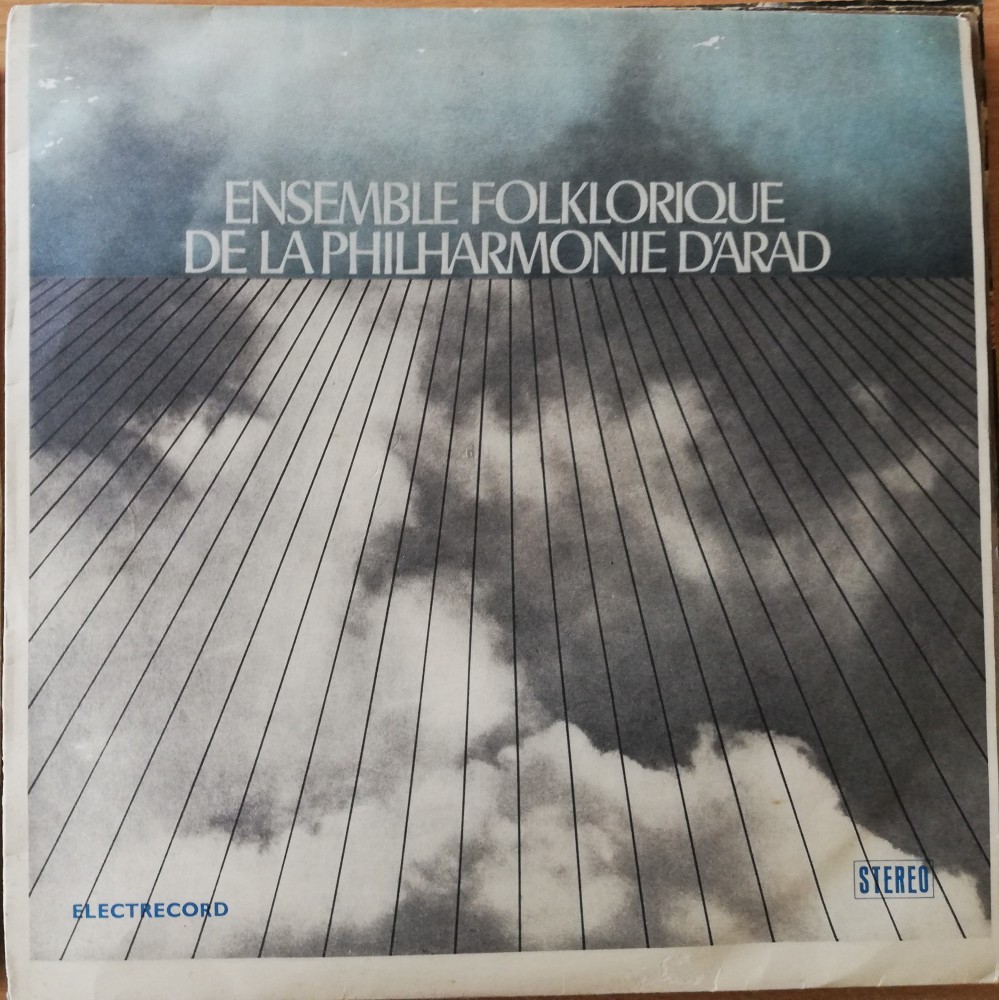 ENSEMBLE FOLKLORIQUE
DE LA PHILHARMONIE D'ARAD
STEREO
ELECTRECORD